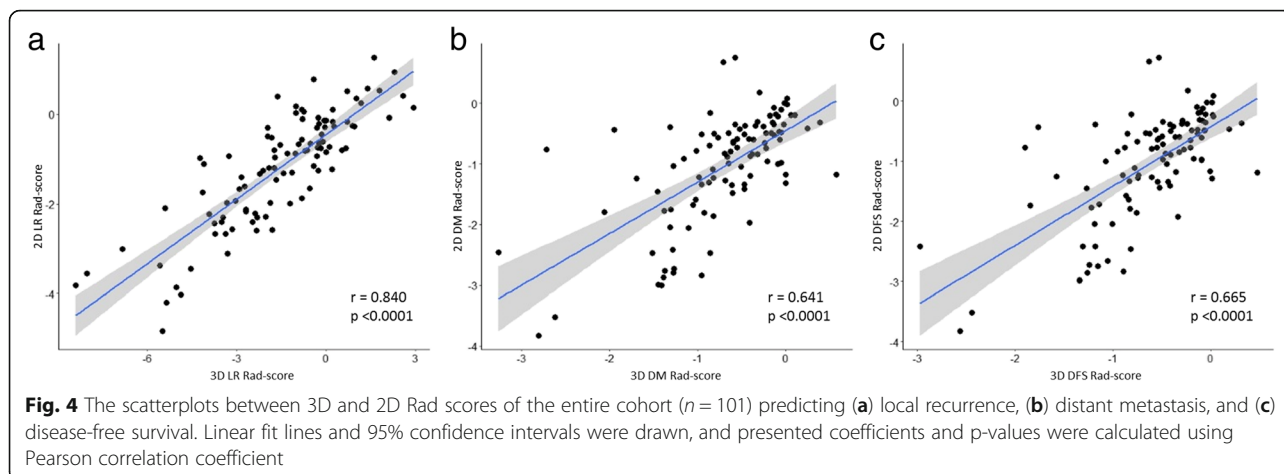 a
b
c
0
-2
-4
2D LR Rad-score
-6
-3
0
3
3D LR Rad-score
r = 0.840
p <0.0001
0
-1
-2
-3
-4
2D DM Rad-score
-3
-2
-1
0
3D DM Rad-score
r = 0.641
p <0.0001
0
-1
-2
-3
-4
2D DFS Rad-score
-3
-2
-1
0
3D DFS Rad-score
r = 0.665
p <0.0001
Fig. 4 The scatterplots between 3D and 2D Rad scores of the entire cohort (n = 101) predicting (a) local recurrence, (b) distant metastasis, and (c)
disease-free survival. Linear fit lines and 95% confidence intervals were drawn, and presented coefficients and p-values were calculated using
Pearson correlation coefficient